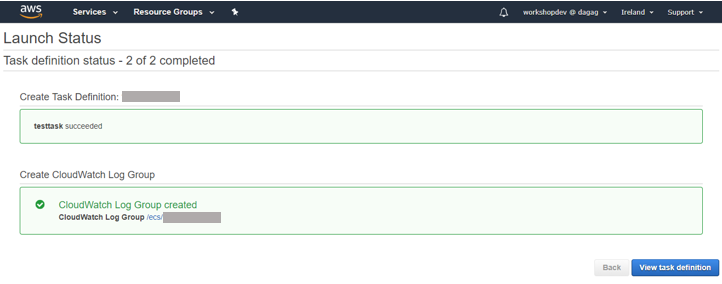 aws Services Resource Groups workshopdev @ dagag Ireland Support
Launch Status
Task definition status - 2 of 2 completed
Create Task Definition:
testtask succeeded
Create CloudWatch Log Group
CloudWatch Log Group created
CloudWatch Log Group /ecs/
Back View task definition